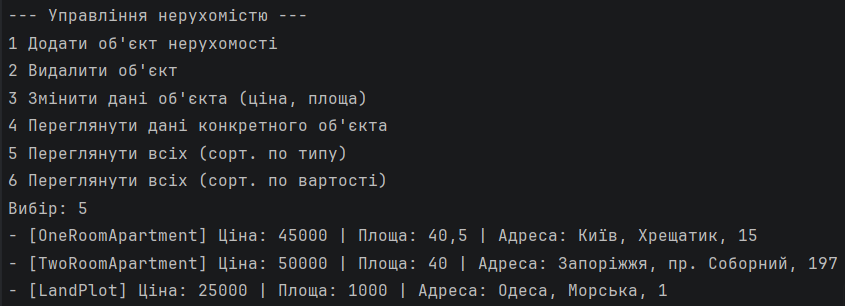 --- Управління нерухомістю ---
1 Додати об'єкт нерухомості
2 Видалити об'єкт
3 Змінити дані об'єкта (ціна, площа)
4 Переглянути дані конкретного об'єкта
5 Переглянути всіх (сорт. по типу)
6 Переглянути всіх (сорт. по вартості)
Вибір: 5
- [OneRoomApartment] Ціна: 45000 | Площа: 40,5 | Адреса: Київ, Хрещатик, 15
- [TwoRoomApartment] Ціна: 50000 | Площа: 40 | Адреса: Запоріжжя, пр. Соборний, 197
- [LandPlot] Ціна: 25000 | Площа: 1000 | Адреса: Одеса, Морська, 1